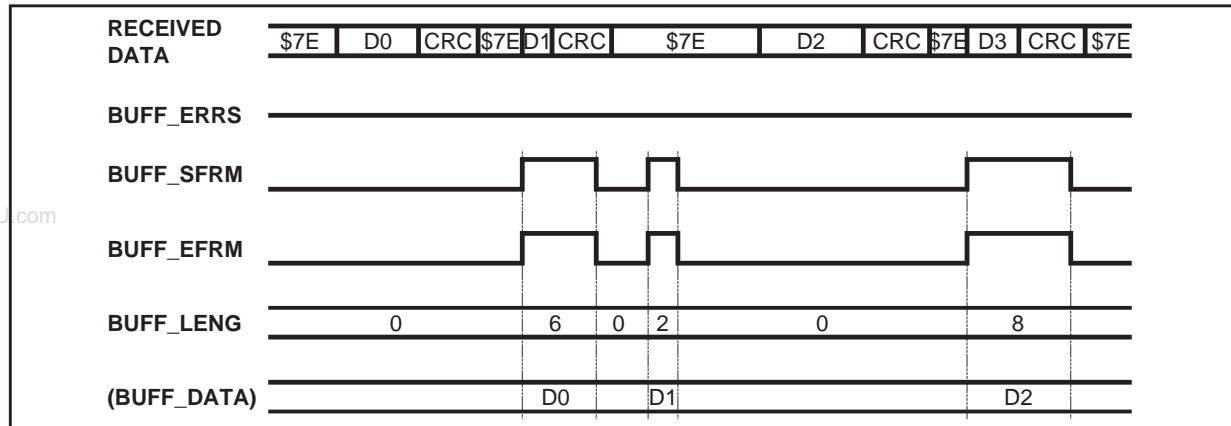 RECEIVED DATA $7E D0 CRC $7E D1 CRC $7E D2 CRC $7E D3 CRC $7E
BUFF_ERRS
BUFF_SFRM
J.com
BUFF_EFRM
BUFF_LENG 0 6 0 2 0 8
(BUFF_DATA) D0 D1 D2